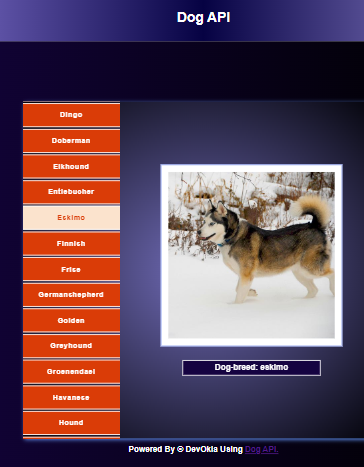 Dog API
Dingo
Doberman
Elkhound
Entlebucher
Eskimo
Finnish
Frise
Germanshepherd
Golden
Greyhound
Groenendael
Havanese
Hound
Dog-breed: eskimo
Powered By © DevOkla Using Dog API.